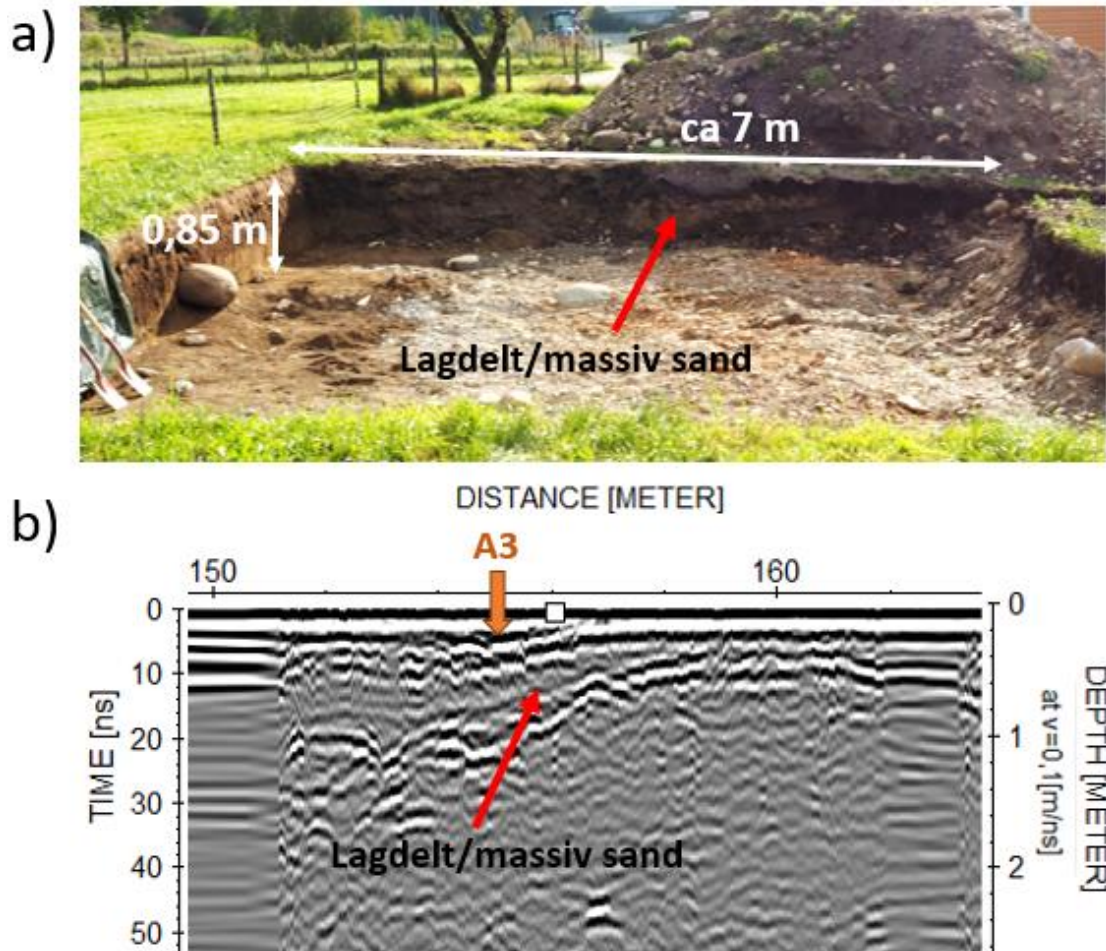 a)
ca 7 m
0,85 m
Lagdelt/massiv sand
b)
DISTANCE [METER]
A3
150 160
0 0
10
20 1
30
40 2
50
TIME [ns]
DEPTH [METER]
at v=0,1[m/ns]
Lagdelt/massiv sand